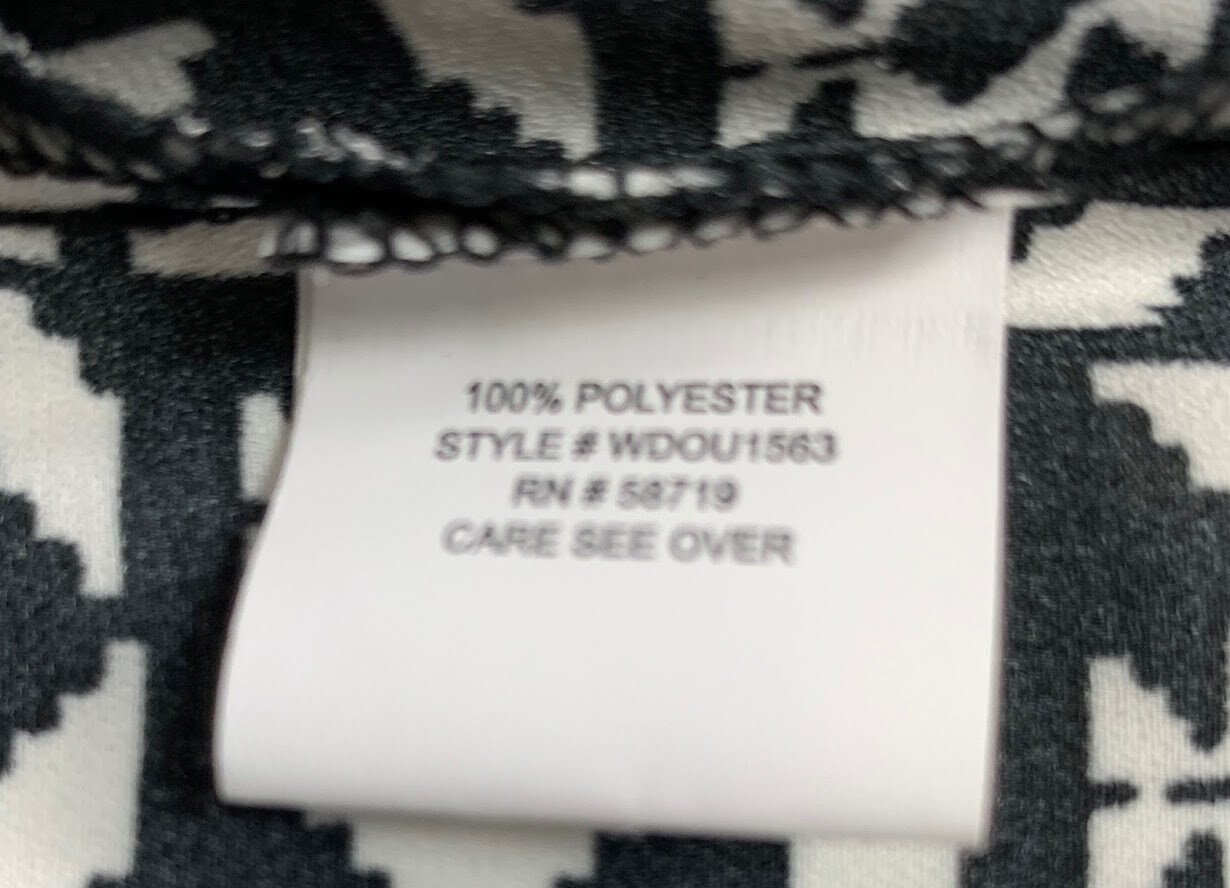 100% POLYESTER
STYLE # WDOU1563
RN # 58719
CARE SEE OVER